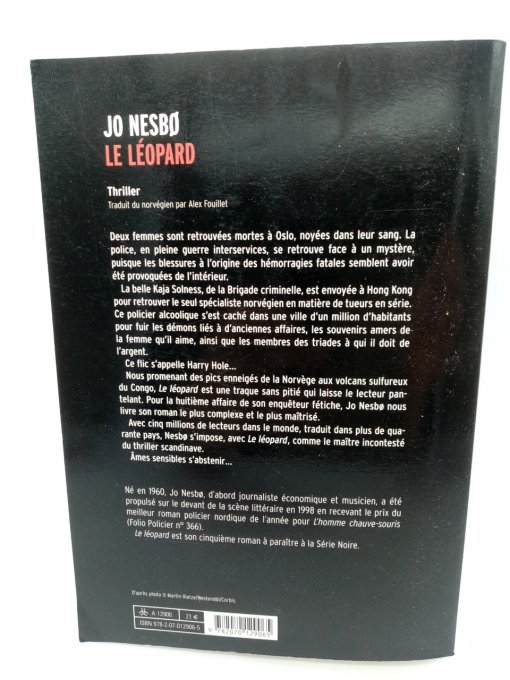 JO NESBØ
LE LÉOPARD
Thriller
Traduit du norvégien par Alex Fouillet
Deux femmes sont retrouvées mortes à Oslo, noyées dans leur sang. La
police, en pleine guerre interservices, se retrouve face à un mystère,
puisque les blessures à l'origine des hémorragies fatales semblent avoir
été provoquées de l'intérieur.
La belle Kaja Solness, de la Brigade criminelle, est envoyée à Hong Kong
pour retrouver le seul spécialiste norvégien en matière de tueurs en série.
Ce policier alcoolique s'est caché dans une ville d'un million d'habitants
pour fuir les démons liés à d'anciennes affaires, les souvenirs amers de
la femme qu'il aime, ainsi que les membres des triades à qui il doit de
l'argent.
Ce flic s'appelle Harry Hole...
Nous promenant des pics enneigés de la Norvège aux volcans sulfureux
du Congo, Le léopard est une traque sans pitié qui laisse le lecteur pan-
telant. Pour la huitième affaire de son enquêteur fétiche, Jo Nesbø nous
livre son roman le plus complexe et le plus maîtrisé.
Avec cinq millions de lecteurs dans le monde, traduit dans plus de qua-
rante pays, Nesbø s'impose, avec Le léopard, comme le maître incontesté
du thriller scandinave.
Âmes sensibles s'abstenir...
Né en 1960, Jo Nesbø, d'abord journaliste économique et musicien, a été
propulsé sur le devant de la scène littéraire en 1998 en recevant le prix du
meilleur roman policier nordique de l'année pour L'homme chauve-souris
(Folio Policier n° 366).
Le léopard est son cinquième roman à paraître à la Série Noire.
D'après photo © Martin Rietze/Westend61/Corbis.
A 12906 21 €
ISBN 978-2-07-012906-5
9 782070 129065